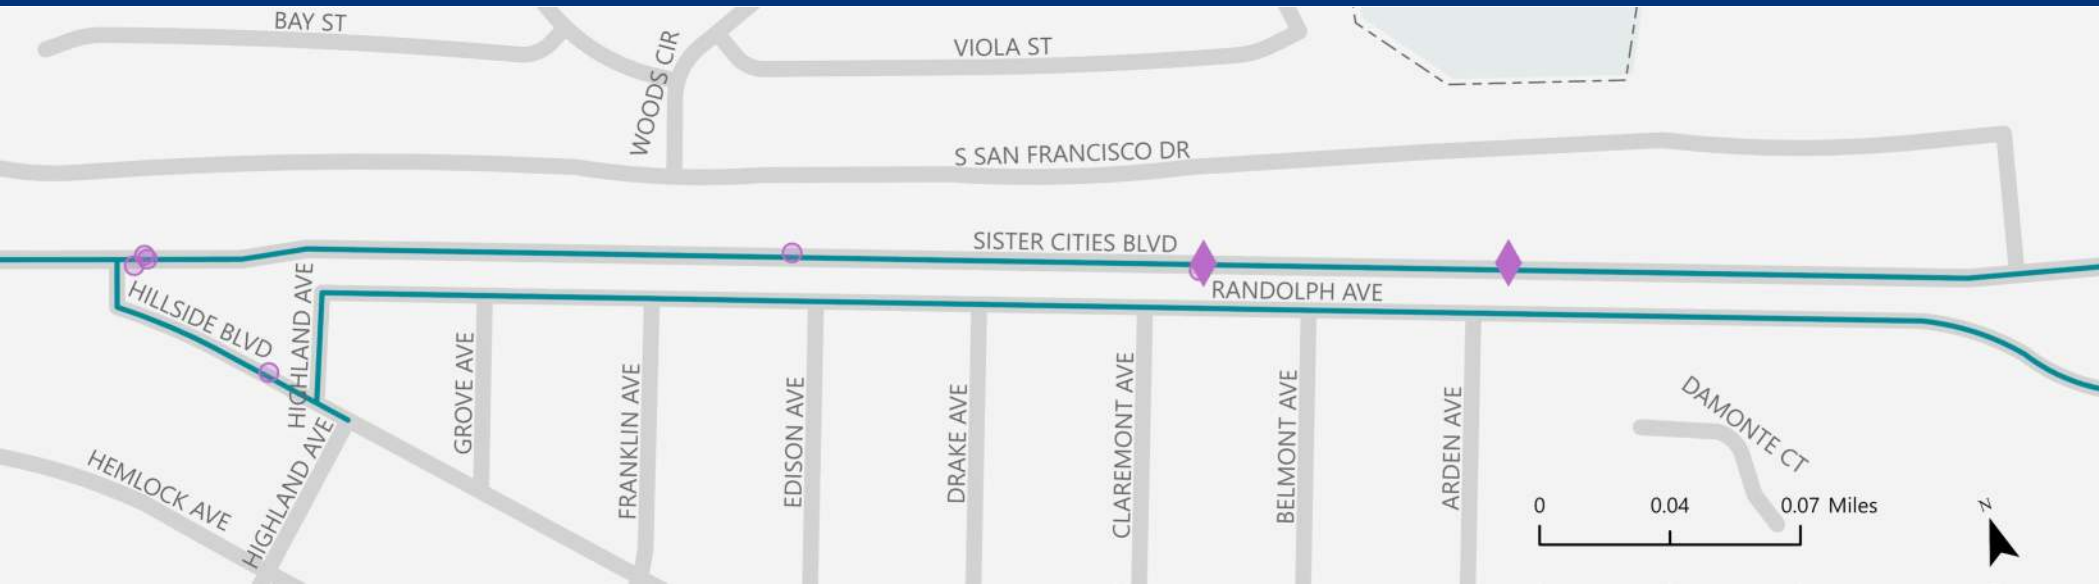 BAY ST
WOODS CIR
VIOLA ST
S SAN FRANCISCO DR
SISTER CITIES BLVD
RANDOLPH AVE
HILLSIDE BLVD
HIGHLAND AVE
GROVE AVE
FRANKLIN AVE
EDISON AVE
DRAKE AVE
CLAREMONT AVE
BELMONT AVE
ARDEN AVE
DAMONTE CT
HEMLOCK AVE
HIGHLAND AVE
0 0.04 0.07 Miles
N